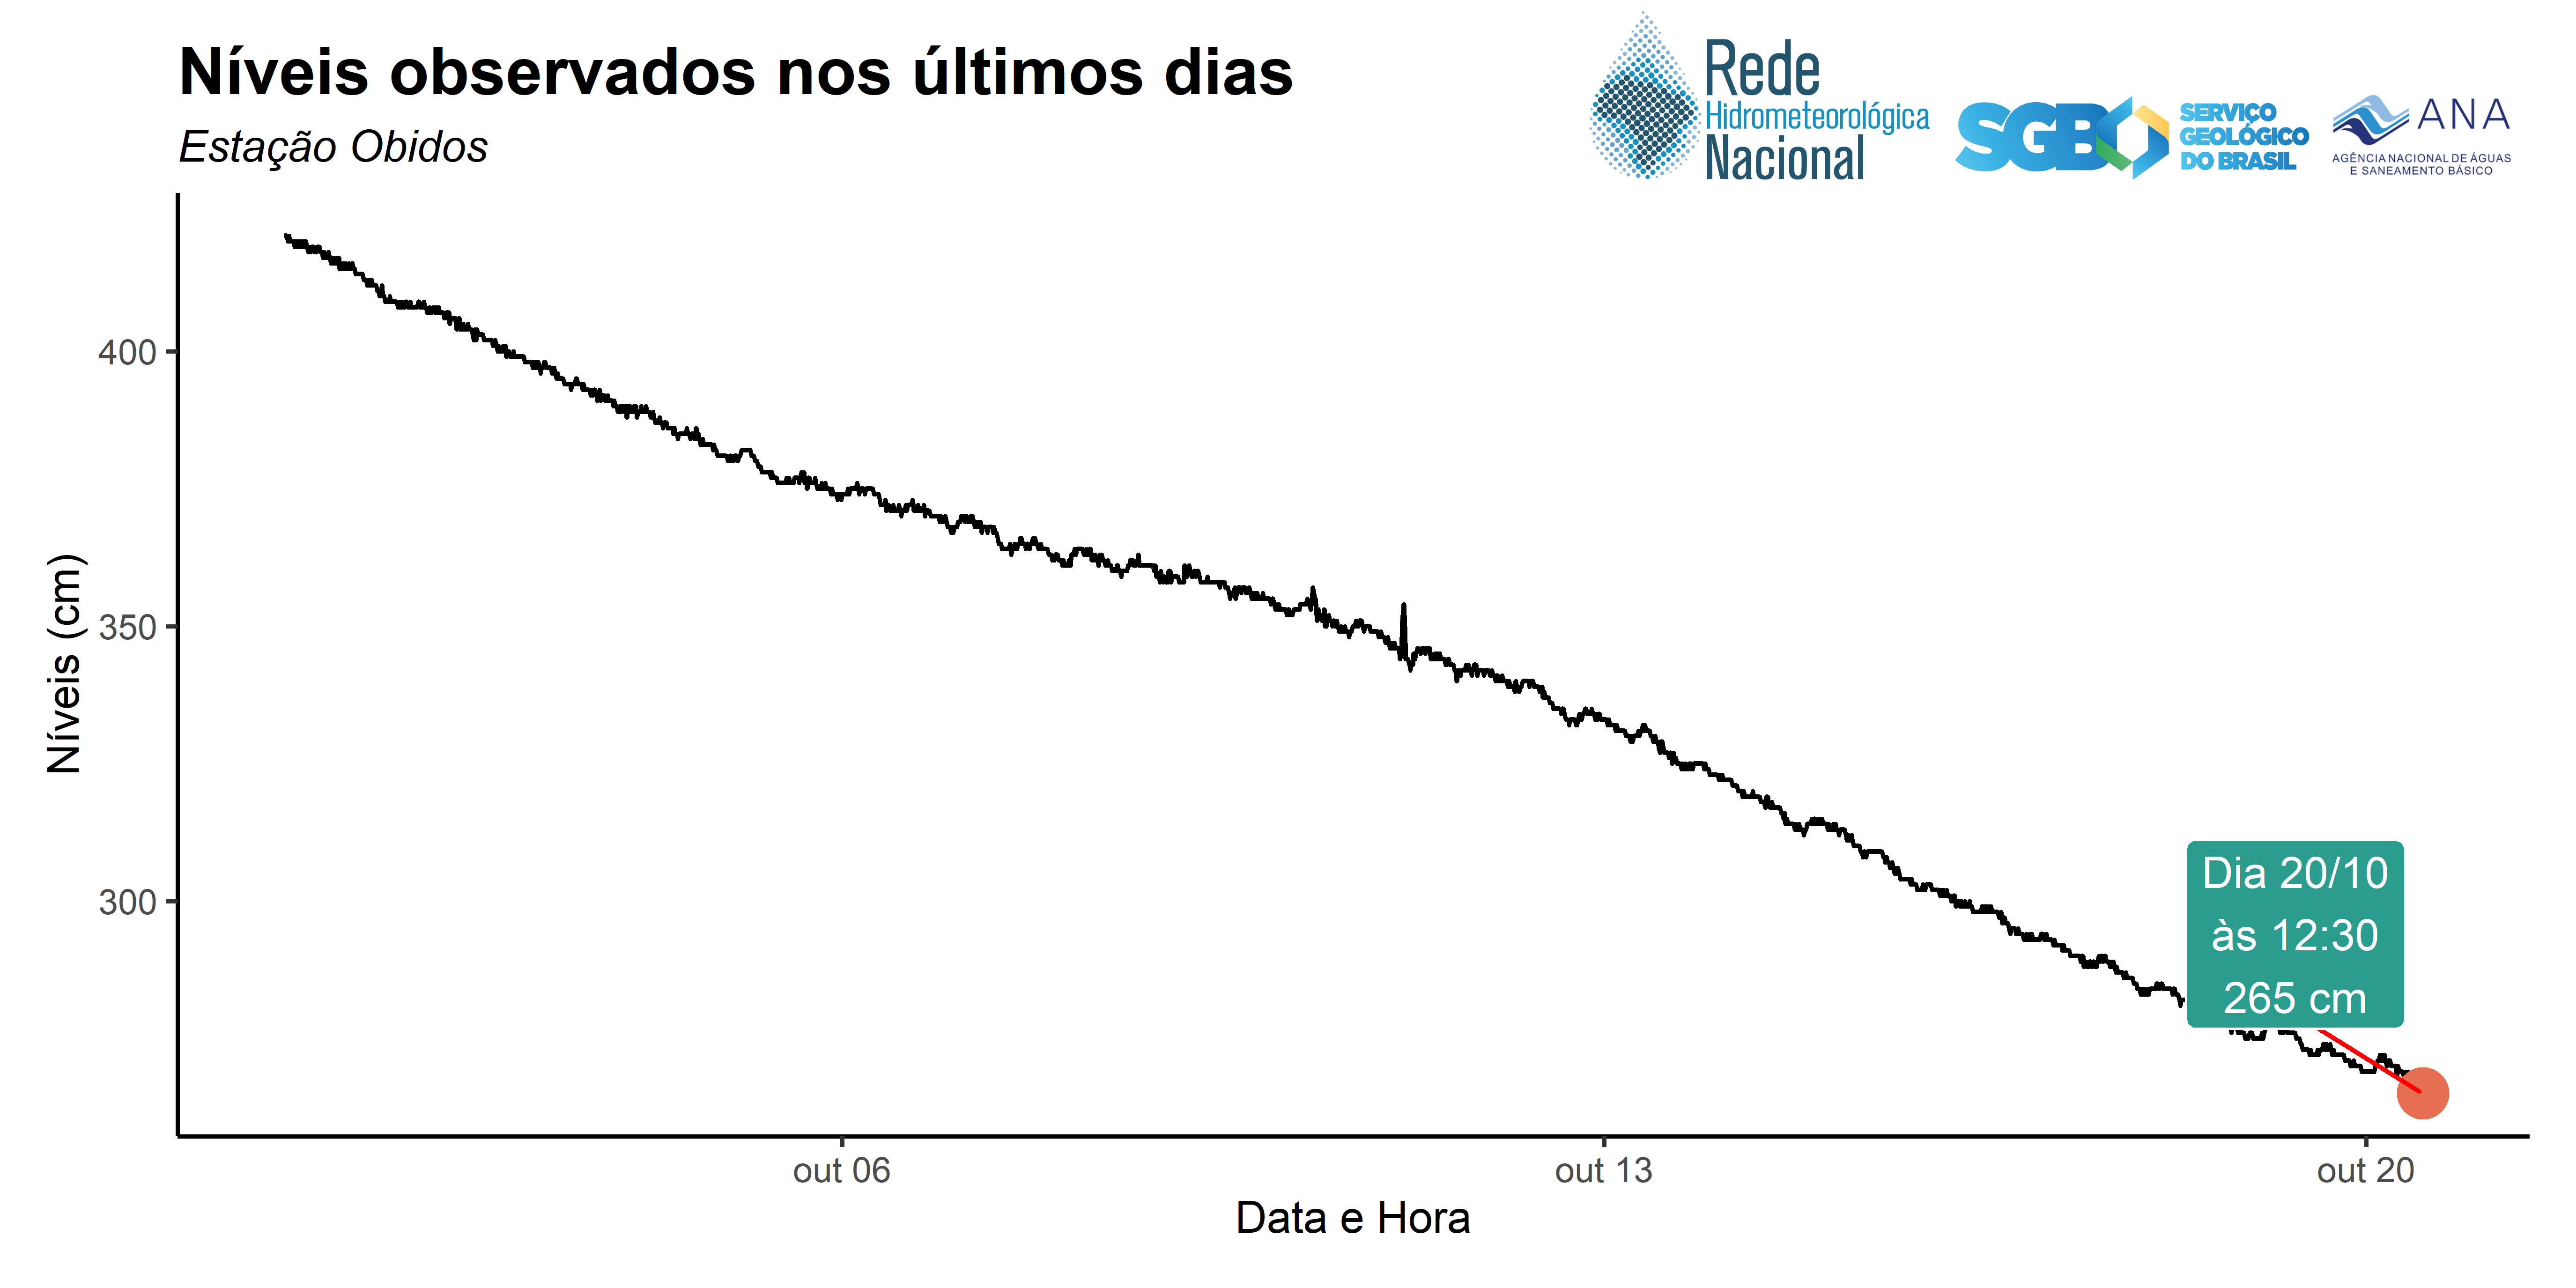 Níveis observados nos últimos dias
Estação Obidos
Rede
Hidrometeorológica
Nacional
SGB
SERVIÇO
GEOLÓGICO
DO BRASIL
ANA
AGÊNCIA NACIONAL DE ÁGUAS
E SANEAMENTO BÁSICO
Níveis (cm)
400
350
300
Dia 20/10
às 12:30
265 cm
out 06
out 13
out 20
Data e Hora